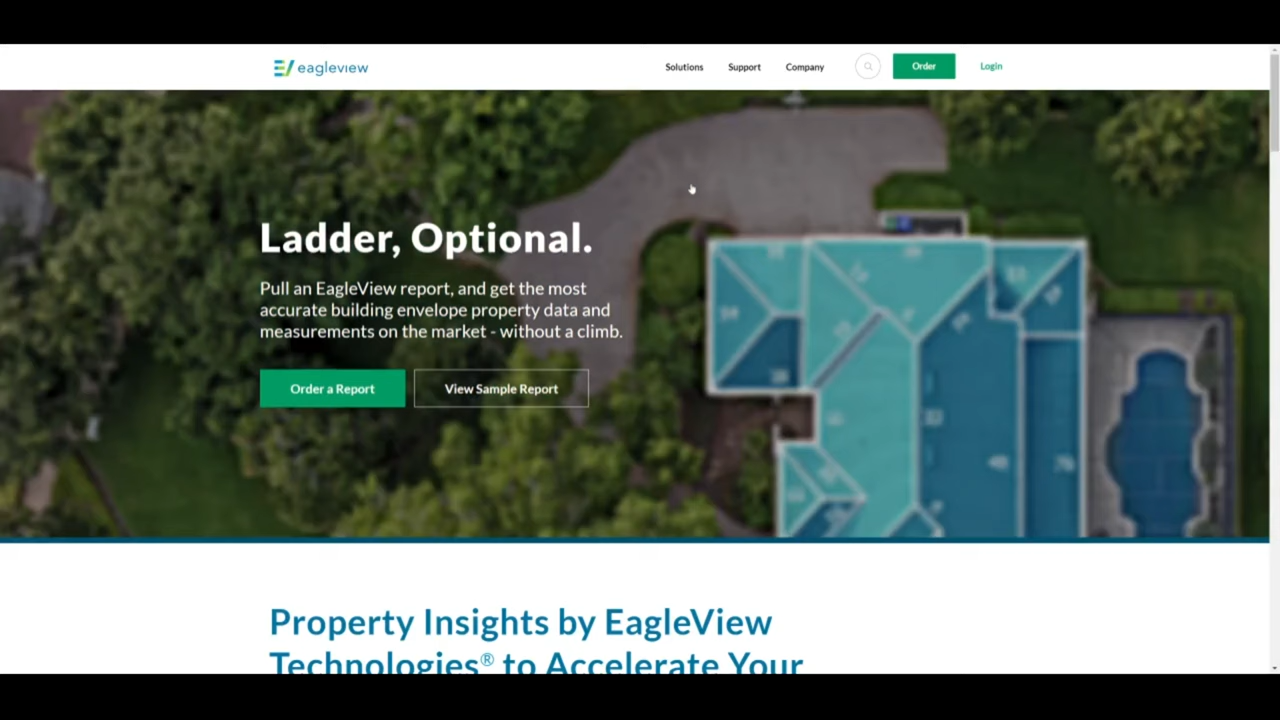 eagleview
Solutions
Support
Company
Order
Login
Ladder, Optional.
Pull an EagleView report, and get the most
accurate building envelope property data and
measurements on the market - without a climb.
Order a Report
View Sample Report
Property Insights by EagleView
Technologies® to Accelerate Your